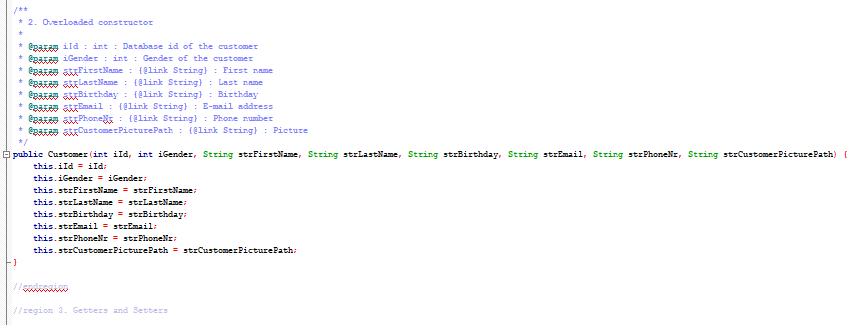 /**
* 2. Overloaded constructor
*
* @param iId : int : Database id of the customer
* @param iGender : int : Gender of the customer
* @param strFirstName : {@link String} : First name
* @param strLastName : {@link String} : Last name
* @param strBirthday : {@link String} : Birthday
* @param strEmail : {@link String} : E-mail address
* @param strPhoneNr : {@link String} : Phone number
* @param strCustomerPicturePath : {@link String} : Picture
*/
public Customer(int iId, int iGender, String strFirstName, String strLastName, String strBirthday, String strEmail, String strPhoneNr, String strCustomerPicturePath) {
this.iId = iId;
this.iGender = iGender;
this.strFirstName = strFirstName;
this.strLastName = strLastName;
this.strBirthday = strBirthday;
this.strEmail = strEmail;
this.strPhoneNr = strPhoneNr;
this.strCustomerPicturePath = strCustomerPicturePath;
}
//endregion
//region 3. Getters and Setters